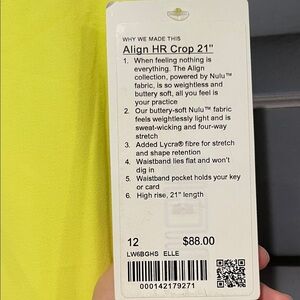 WHY WE MADE THIS
Align HR Crop 21"
1. When feeling nothing is
everything. The Align
collection, powered by Nulu™
fabric, is so weightless and
buttery soft, all you feel is
your practice
2. Our buttery-soft Nulu™ fabric
feels weightlessly light and is
sweat-wicking and four-way
stretch
3. Added Lycra® fibre for stretch
and shape retention
4. Waistband lies flat and won't
dig in
5. Waistband pocket holds your key
or card
6. High rise, 21" length
12 $88.00
LW6BGHS ELLE
000142179271